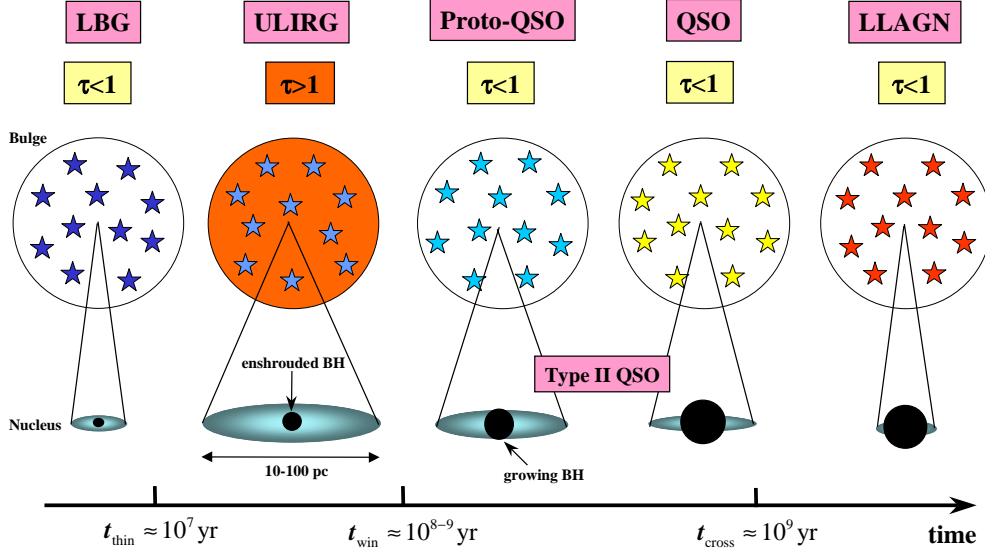 LBG ULIRG Proto-QSO QSO LLAGN
τ<1 τ>1 τ<1 τ<1 τ<1
Bulge
enshrouded BH
Type II QSO
Nucleus
10-100 pc
growing BH
t_thin ≈ 10^7 yr t_win ≈ 10^8–9 yr t_cross ≈ 10^9 yr time